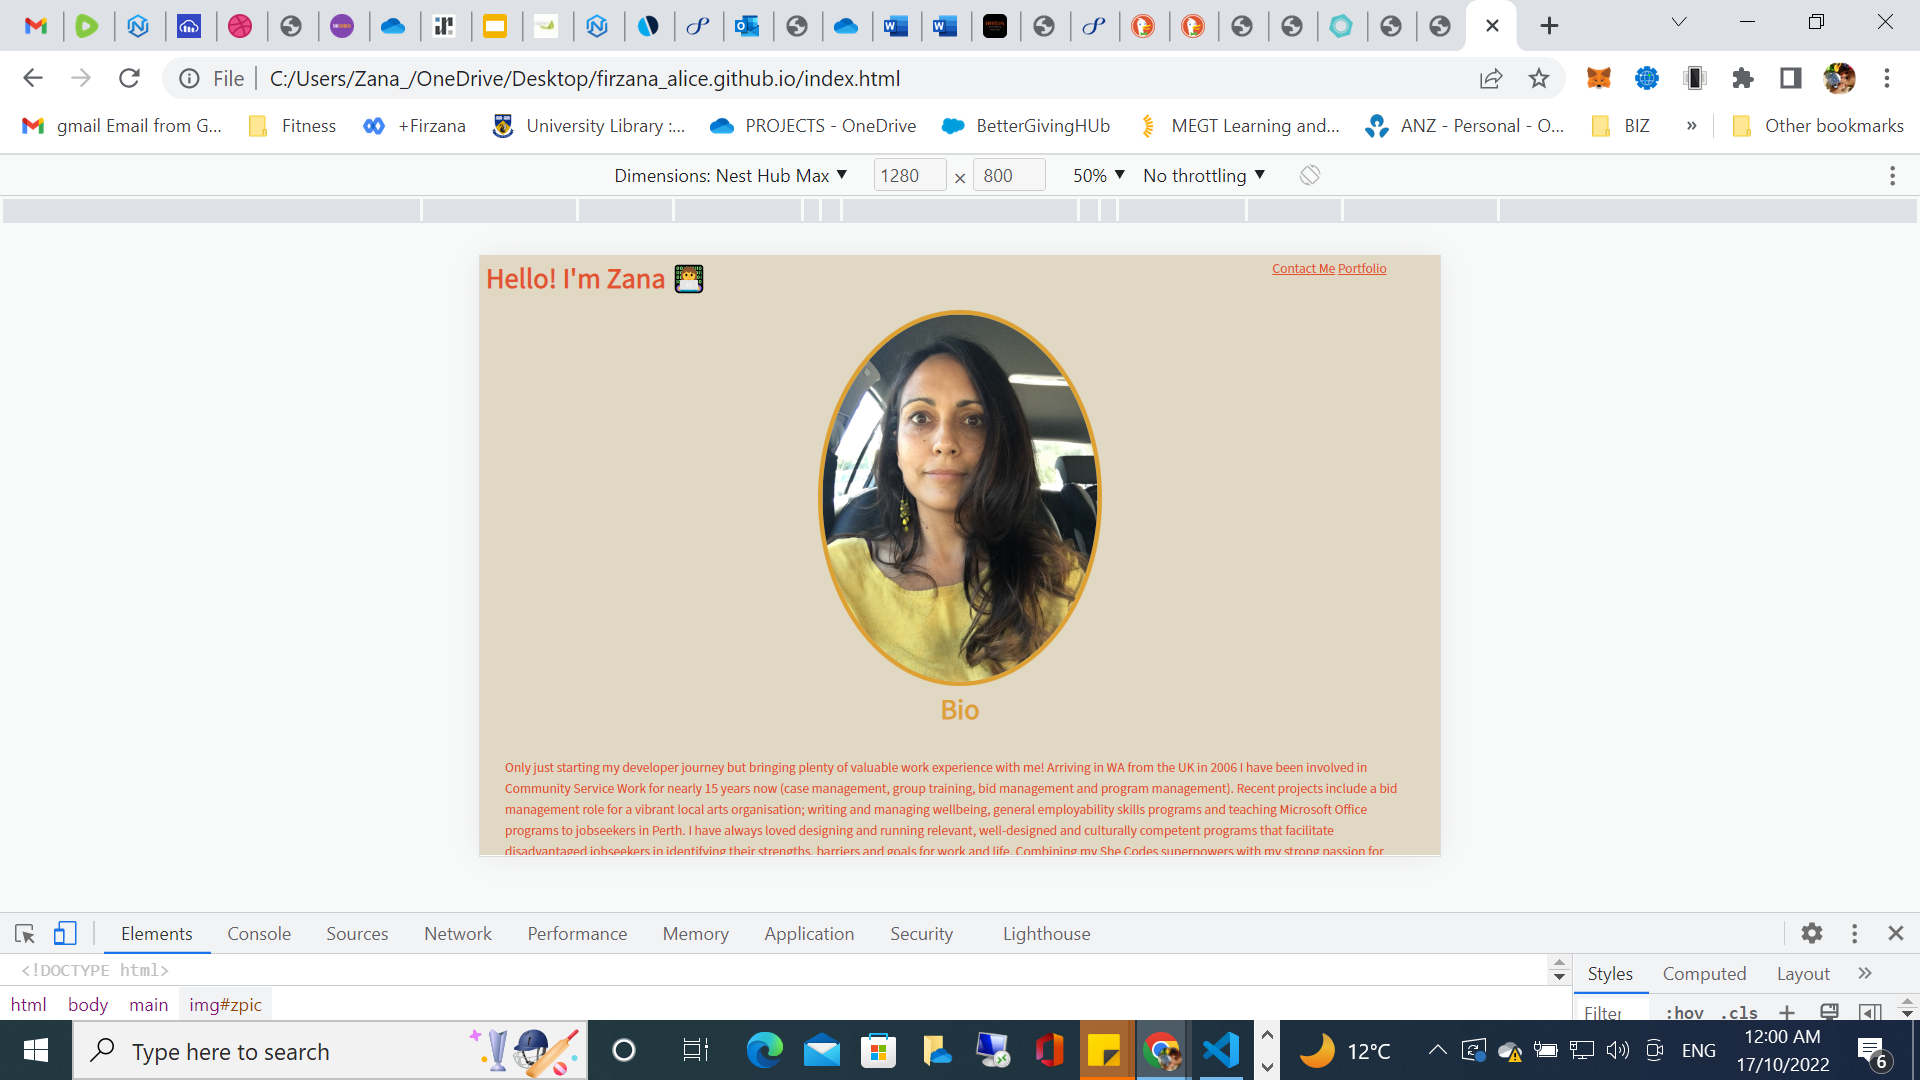 File
C:/Users/Zana_/OneDrive/Desktop/firzana_alice.github.io/index.html
gmail Email from G...
Fitness
+Firzana
University Library :...
PROJECTS - OneDrive
BetterGivingHUb
MEGT Learning and...
ANZ - Personal - O...
BIZ
»
Other bookmarks
Dimensions: Nest Hub Max ▼
1280 × 800
50% ▼
No throttling ▼
Hello! I'm Zana
Contact Me Portfolio
Bio
Only just starting my developer journey but bringing plenty of valuable work experience with me! Arriving in WA from the UK in 2006 I have been involved in
Community Service Work for nearly 15 years now (case management, group training, bid management and program management). Recent projects include a bid
management role for a vibrant local arts organisation; writing and managing wellbeing, general employability skills programs and teaching Microsoft Office
programs to jobseekers in Perth. I have always loved designing and running relevant, well-designed and culturally competent programs that facilitate
disadvantaged jobseekers in identifying their strengths, barriers and goals for work and life. Combining my She Codes superpowers with my strong passion for
Elements
Console
Sources
Network
Performance
Memory
Application
Security
Lighthouse
<!DOCTYPE html>
Styles
Computed
Layout
»
html
body
main
img#zpic
Filter
:hov
.cls
Type here to search
12°C
ENG
12:00 AM
17/10/2022
6